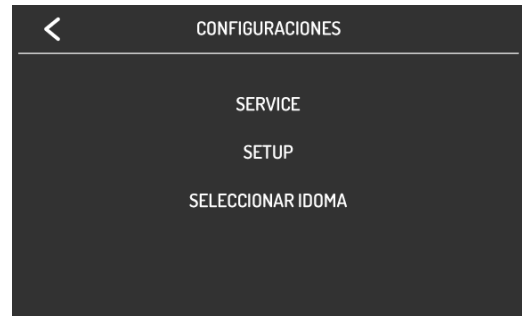 CONFIGURACIONES
SERVICE
SETUP
SELECCIONAR IDOMA